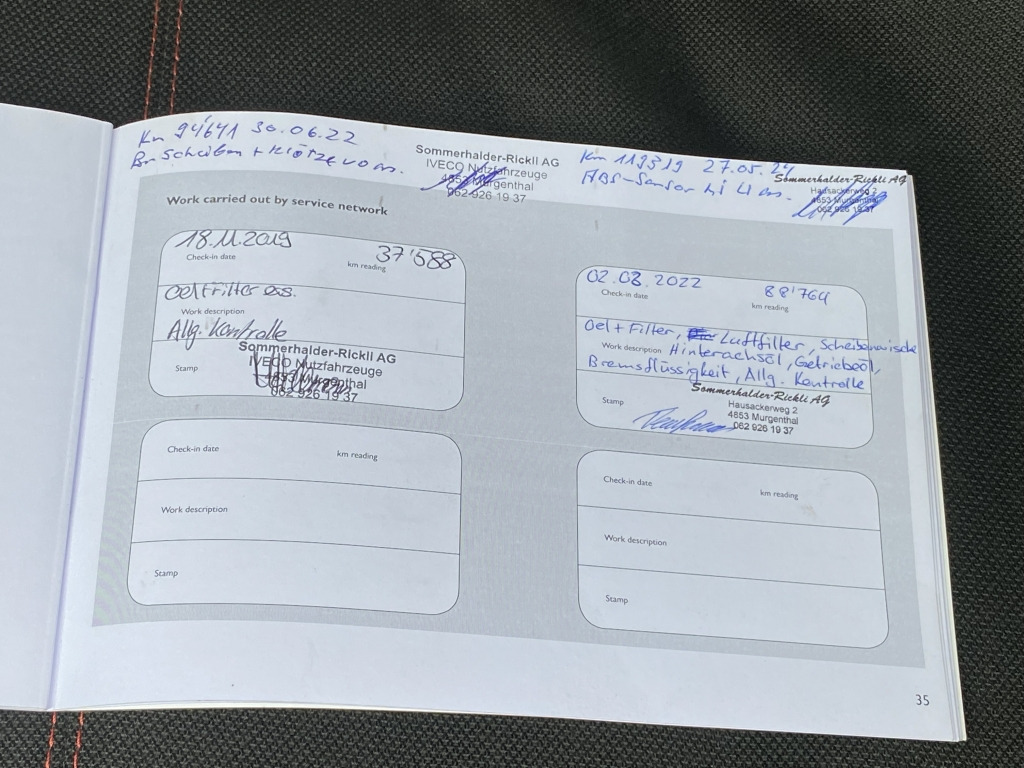 Km 94'641 30.06.22
Br Scheiben + Klötze vorn.
Sommerhalder-Rickli AG
IVECO Nutzfahrzeuge
4853 Murgenthal
062 926 19 37
Km 119319 27.05.24
ABS-Sensor hi li
Sommerhalder-Rickli AG
Hausackerweg 2
4853 Murgenthal
062 926 19 37
Work carried out by service network
18.11.2019 37'588
Check-in date km reading
Oel+Filter ers.
Work description
Allg. Kontrolle
Sommerhalder-Rickli AG
IVECO Nutzfahrzeuge
4853 Murgenthal
Stamp
062 926 19 37
02.03.2022 88'764
Check-in date km reading
Oel + Filter, Luftfilter,
Work description Hinterachsöl, Getriebeöl,
Bremsflüssigkeit, Allg. Kontrolle
Sommerhalder-Rickli AG
Hausackerweg 2
4853 Murgenthal
Stamp
062 926 19 37
Check-in date km reading
Work description
Stamp
Check-in date km reading
Work description
Stamp
35